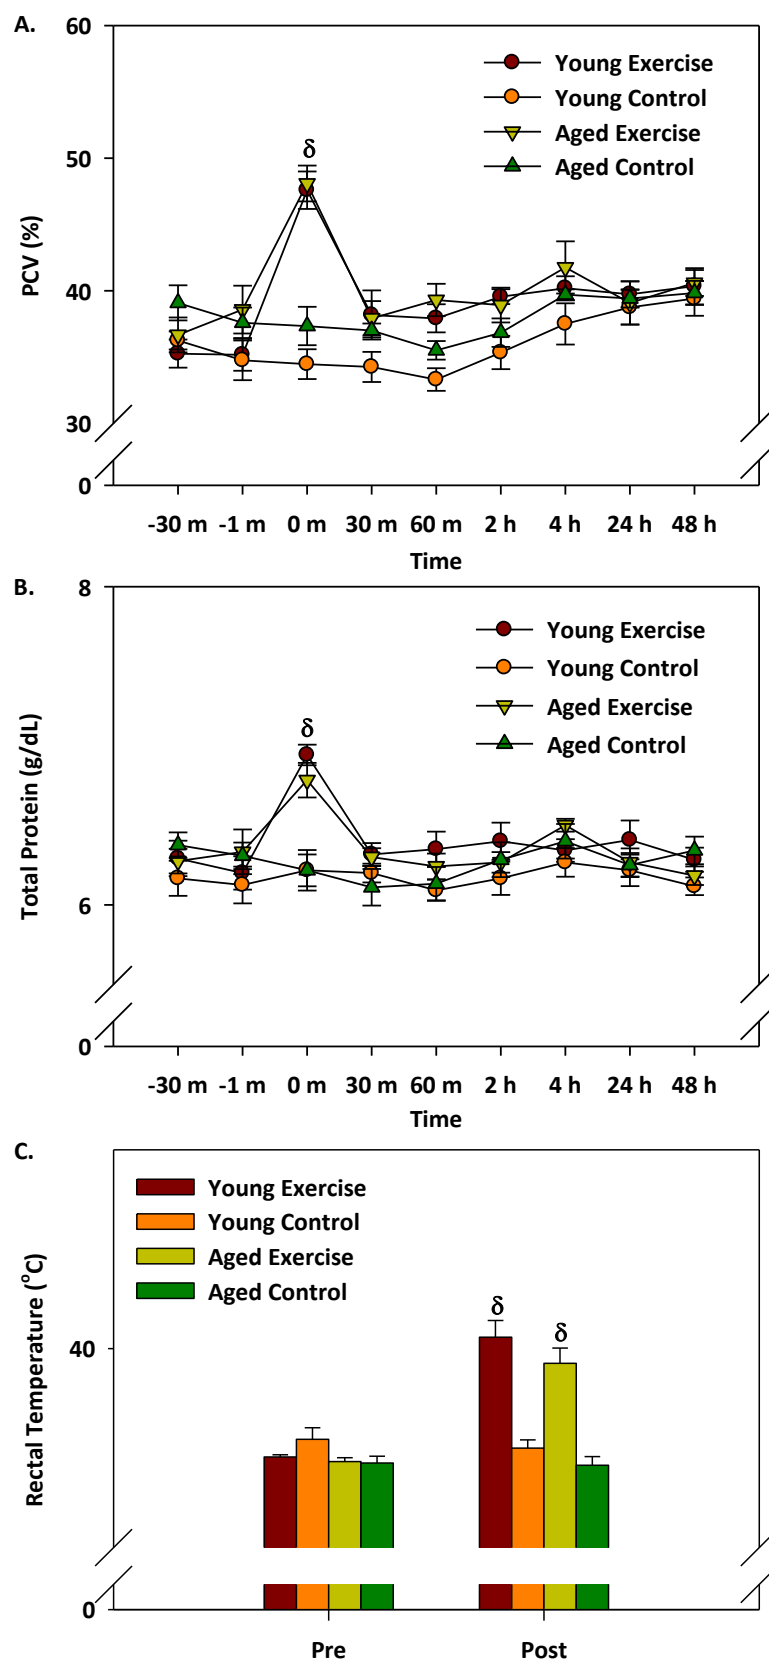 A.
60
50
40
30
0
PCV (%)
Young Exercise
Young Control
Aged Exercise
Aged Control
δ
-30 m -1 m 0 m 30 m 60 m 2 h 4 h 24 h 48 h
Time
B.
8
6
0
Total Protein (g/dL)
Young Exercise
Young Control
Aged Exercise
Aged Control
δ
-30 m -1 m 0 m 30 m 60 m 2 h 4 h 24 h 48 h
Time
C.
40
0
Rectal Temperature (°C)
Young Exercise
Young Control
Aged Exercise
Aged Control
δ
δ
Pre Post